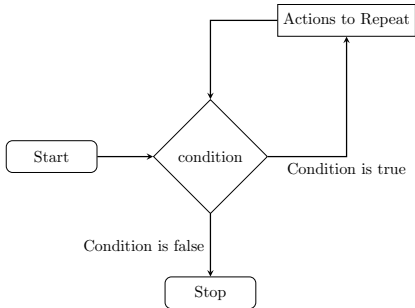 Actions to Repeat
Start
condition
Condition is true
Condition is false
Stop